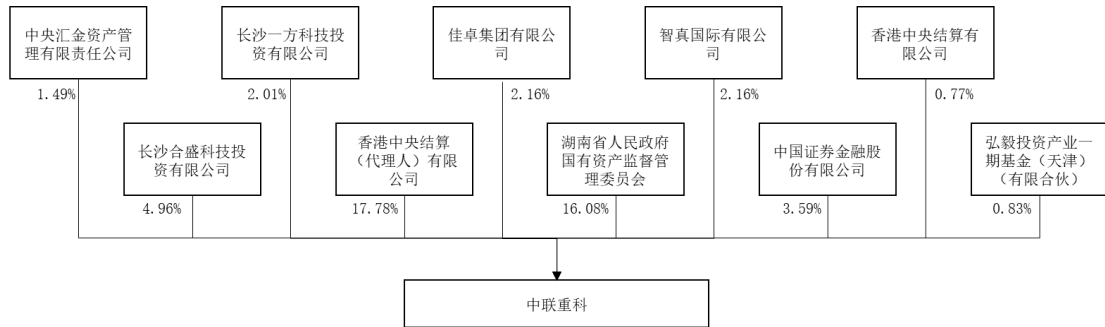 中央汇金资产管
理有限责任公司
长沙一方科技投
资有限公司
佳卓集团有限公
司
智真国际有限公
司
香港中央结算有
限公司
1.49%
2.01%
2.16%
2.16%
0.77%
长沙合盛科技投
资有限公司
香港中央结算
（代理人）有限
公司
湖南省人民政府
国有资产监督管
理委员会
中国证券金融股
份有限公司
弘毅投资产业一
期基金（天津）
（有限合伙）
4.96%
17.78%
16.08%
3.59%
0.83%
中联重科